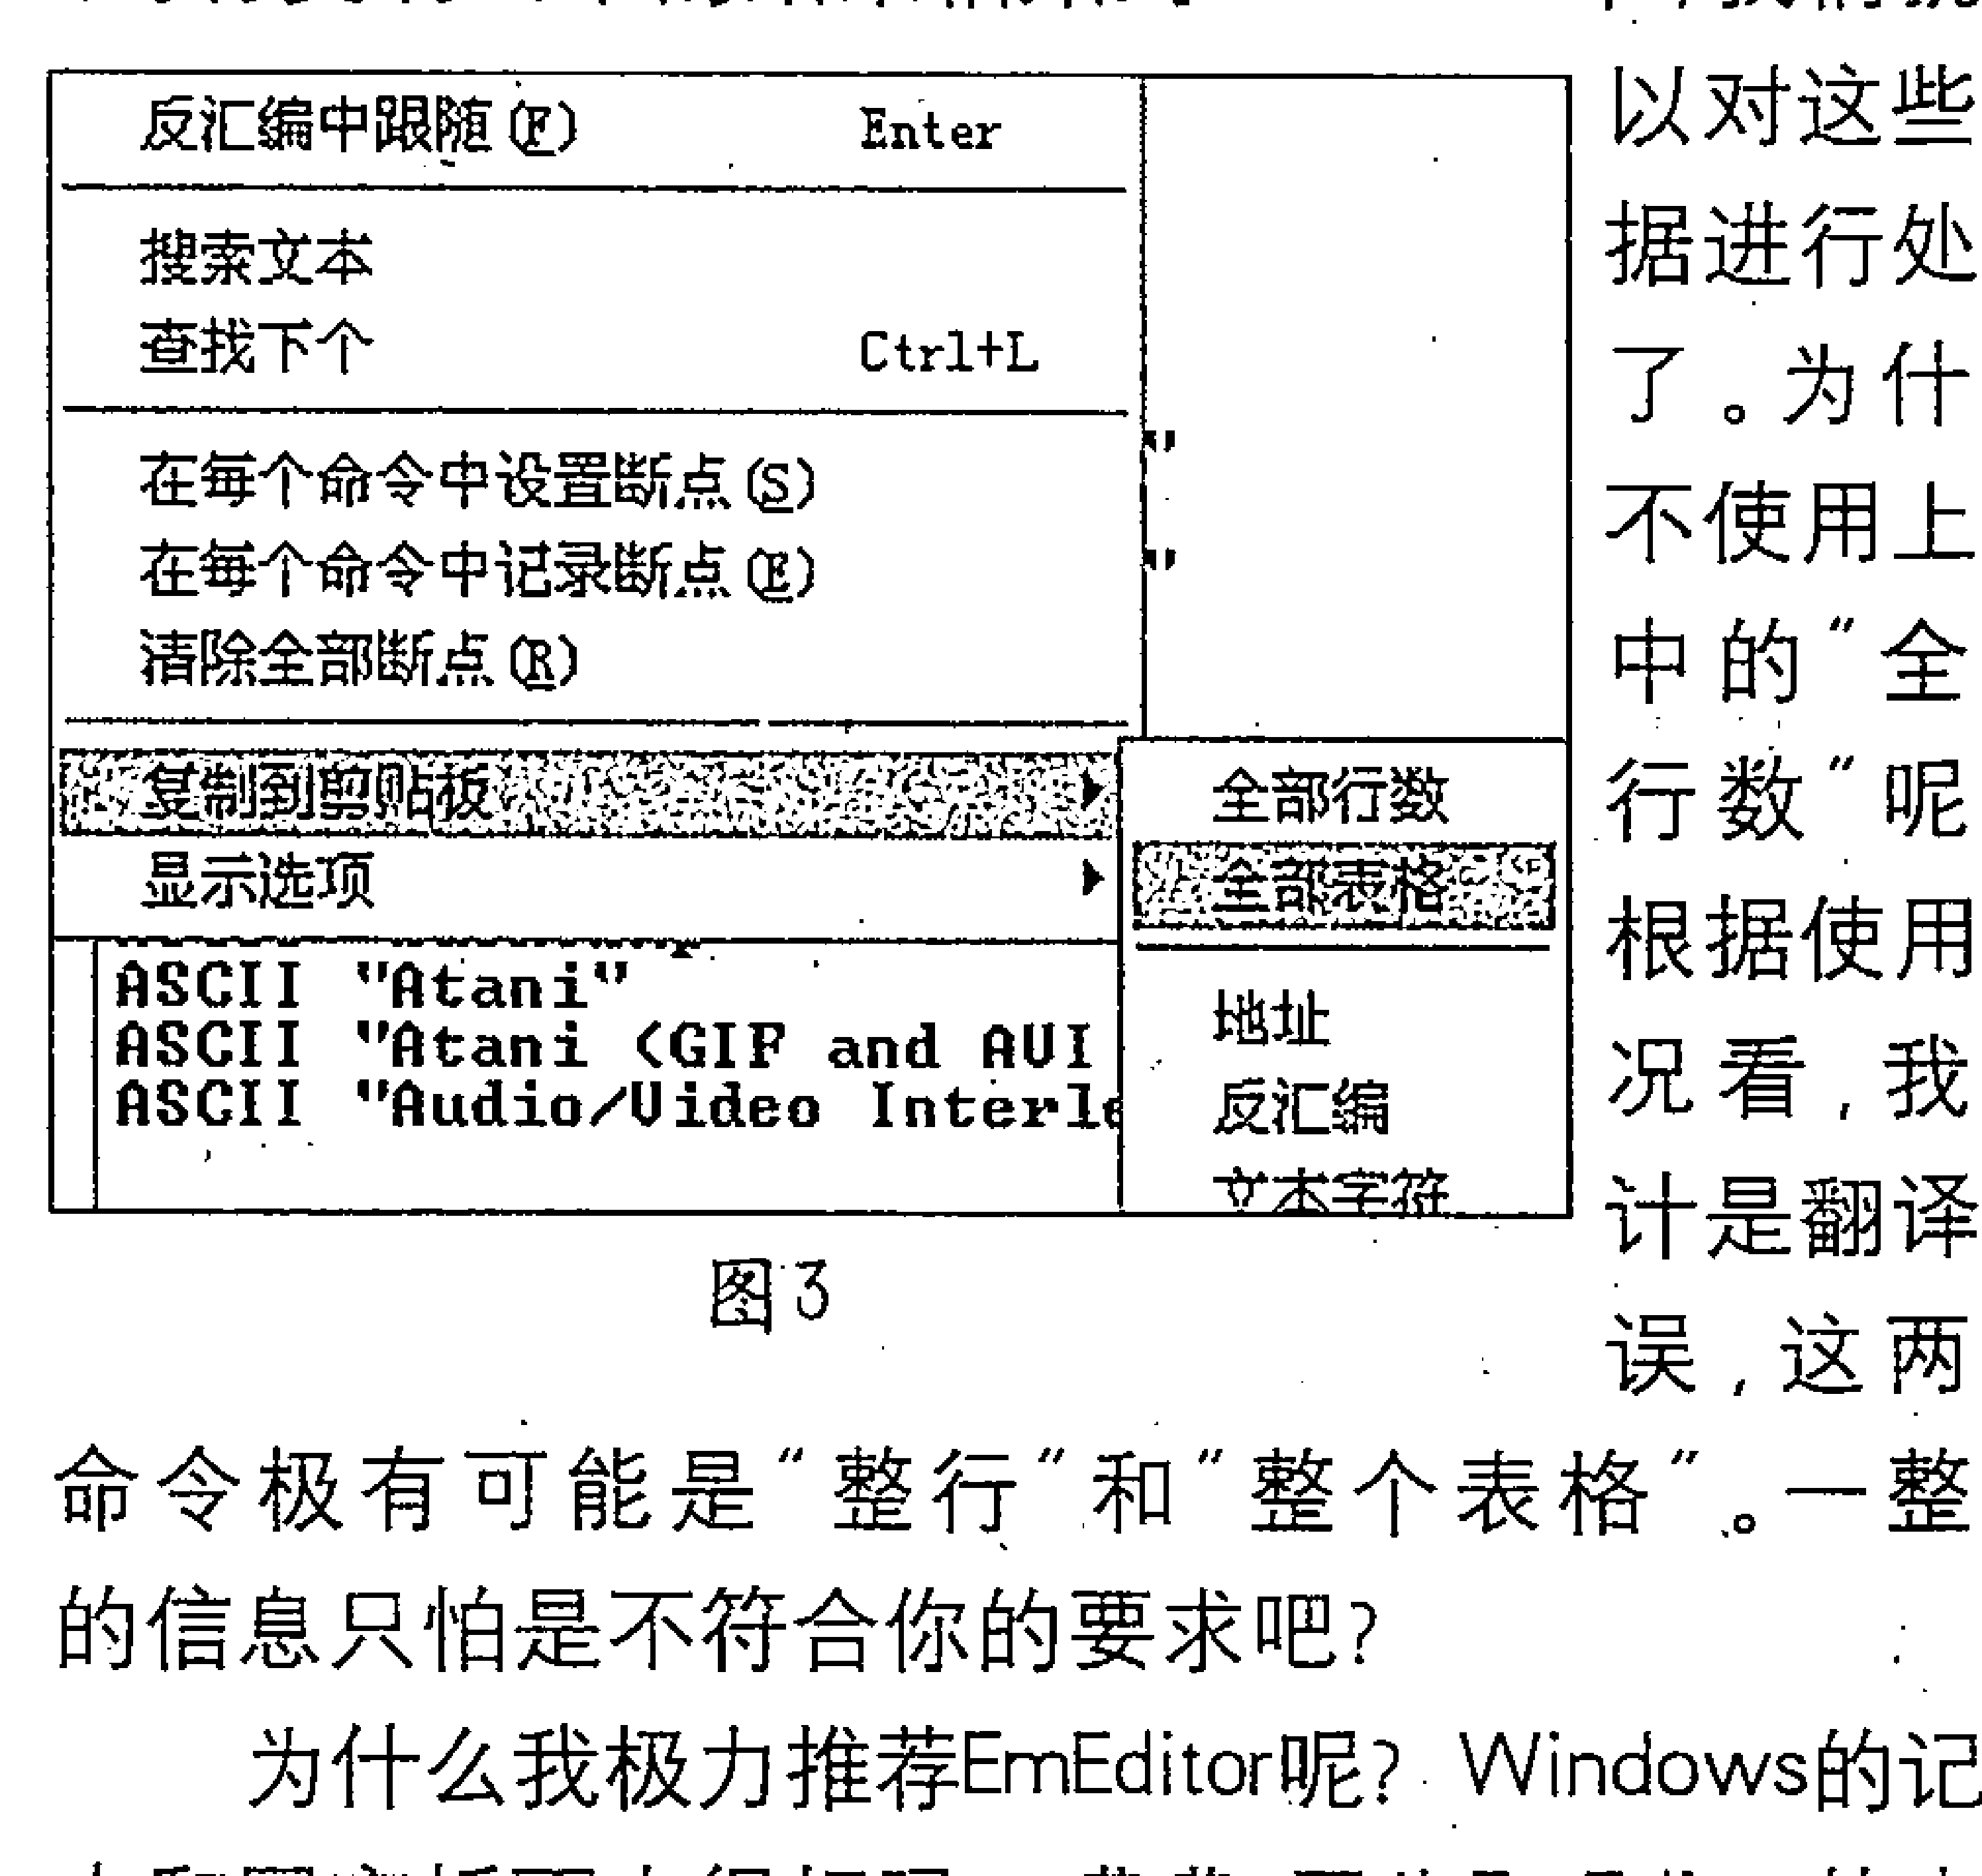 反汇编中跟随(F) Enter
搜索文本
查找下个 Ctrl+L
在每个命令中设置断点(S)
在每个命令中记录断点(E)
清除全部断点(R)
复制到剪贴板
显示选项
全部行数
全部表格
地址
反汇编
文本字符
"
"
ASCII "Atani"
ASCII "Atani (GIF and AVI
ASCII "Audio/Video Interle
图3
以对这些
据进行处
了。为什
不使用上
中的“全
行数”呢
根据使用
况看，我
计是翻译
误，这两
命令极有可能是“整行”和“整个表格”。一整
的信息只怕是不符合你的要求吧？
为什么我极力推荐EmEditor呢？Windows的记